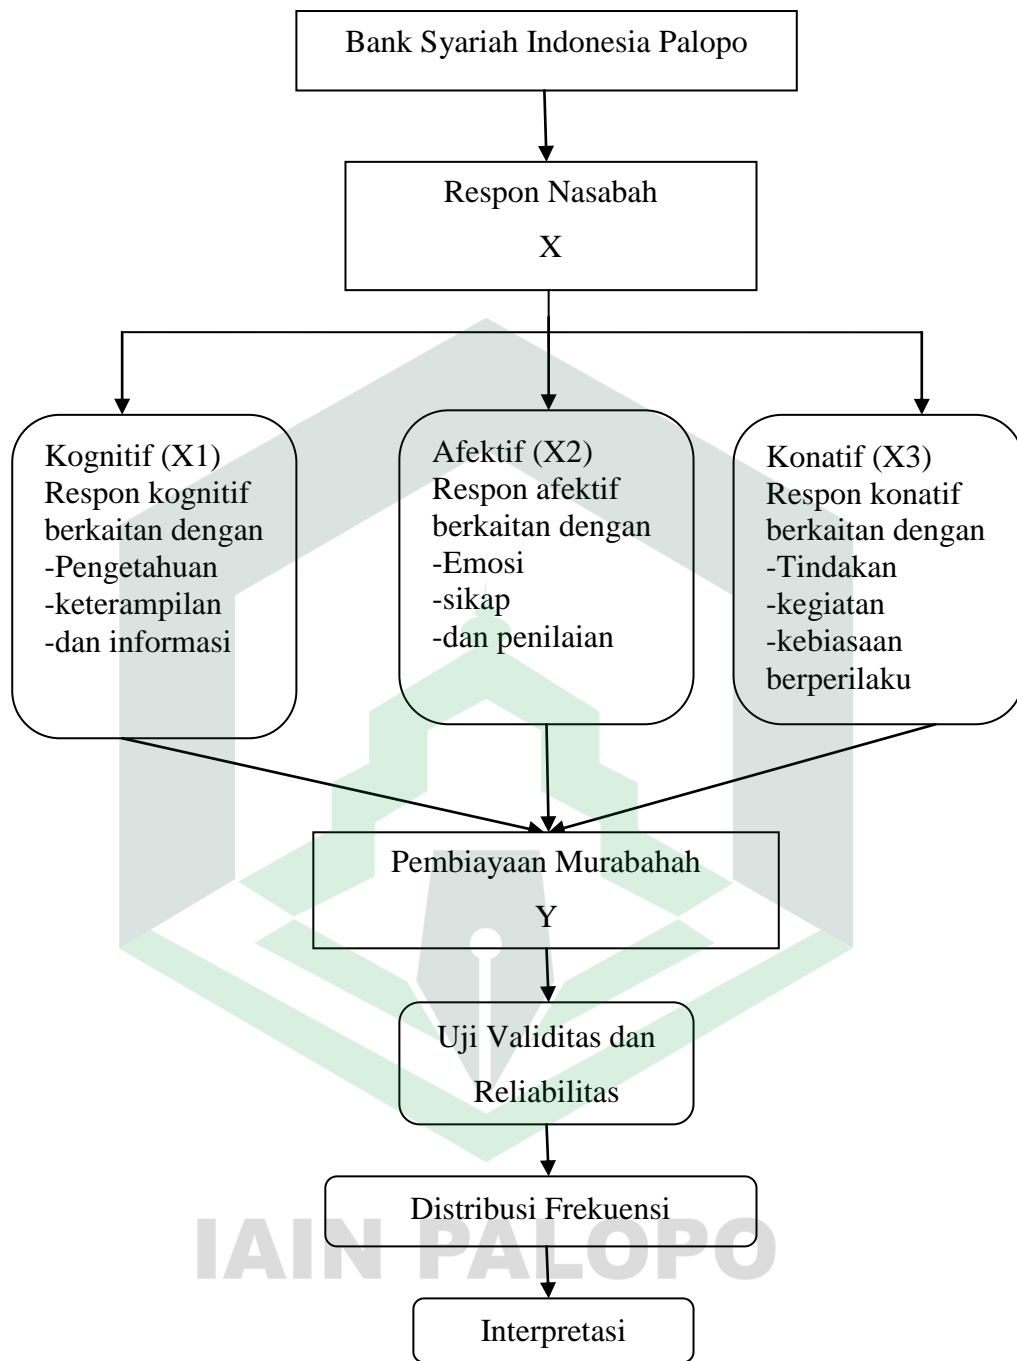 Bank Syariah Indonesia Palopo
Respon Nasabah
X
Kognitif (X1)
Respon kognitif
berkaitan dengan
-Pengetahuan
-keterampilan
-dan informasi
Afektif (X2)
Respon afektif
berkaitan dengan
-Emosi
-sikap
-dan penilaian
Konatif (X3)
Respon konatif
berkaitan dengan
-Tindakan
-kegiatan
-kebiasaan
berperilaku
Pembiayaan Murabahah
Y
Uji Validitas dan
Reliabilitas
Distribusi Frekuensi
IAIN PALOPO
Interpretasi